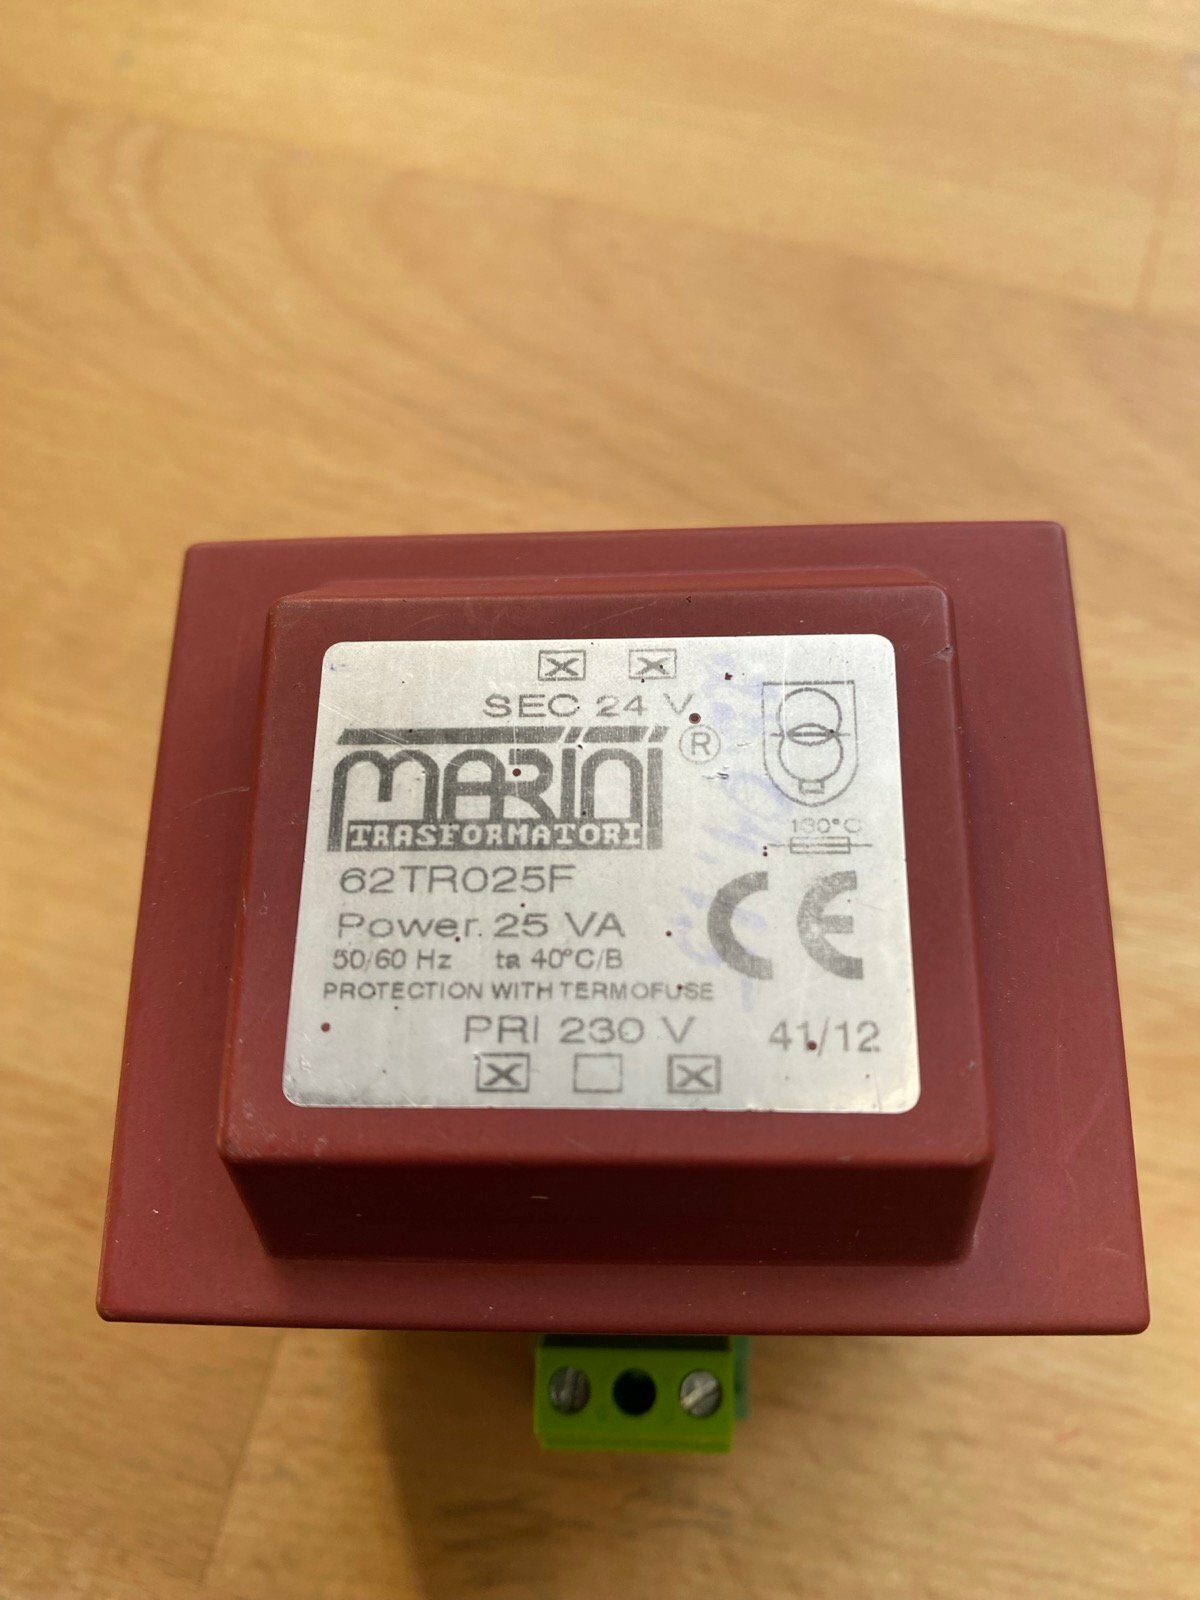 SEC 24 V
MARINI ®
TRASFORMATORI
130°C
62TR025F
Power. 25 VA
50/60 Hz ta 40°C/B
CE
PROTECTION WITH TERMOFUSE
PRI 230 V
41/12